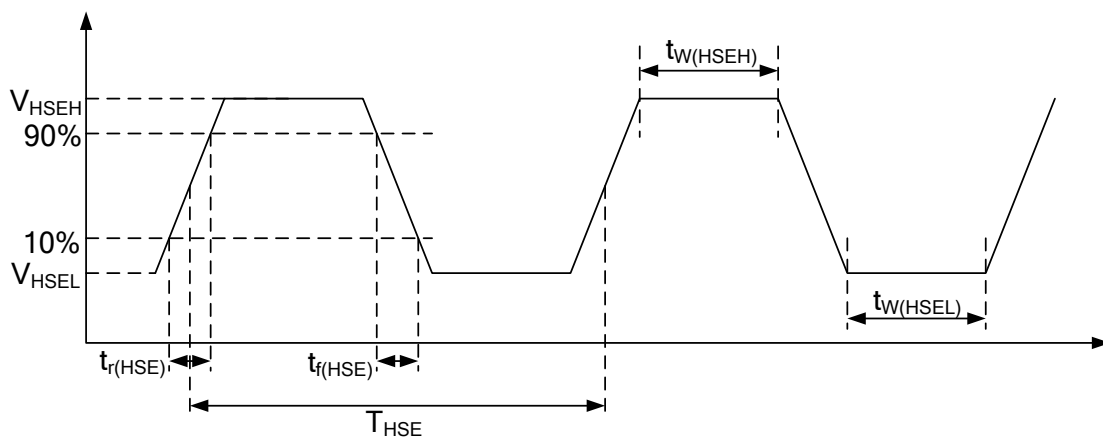 tW(HSEH)
VHSEH
90%
10%
VHSEL
tW(HSEL)
tr(HSE)
tf(HSE)
THSE